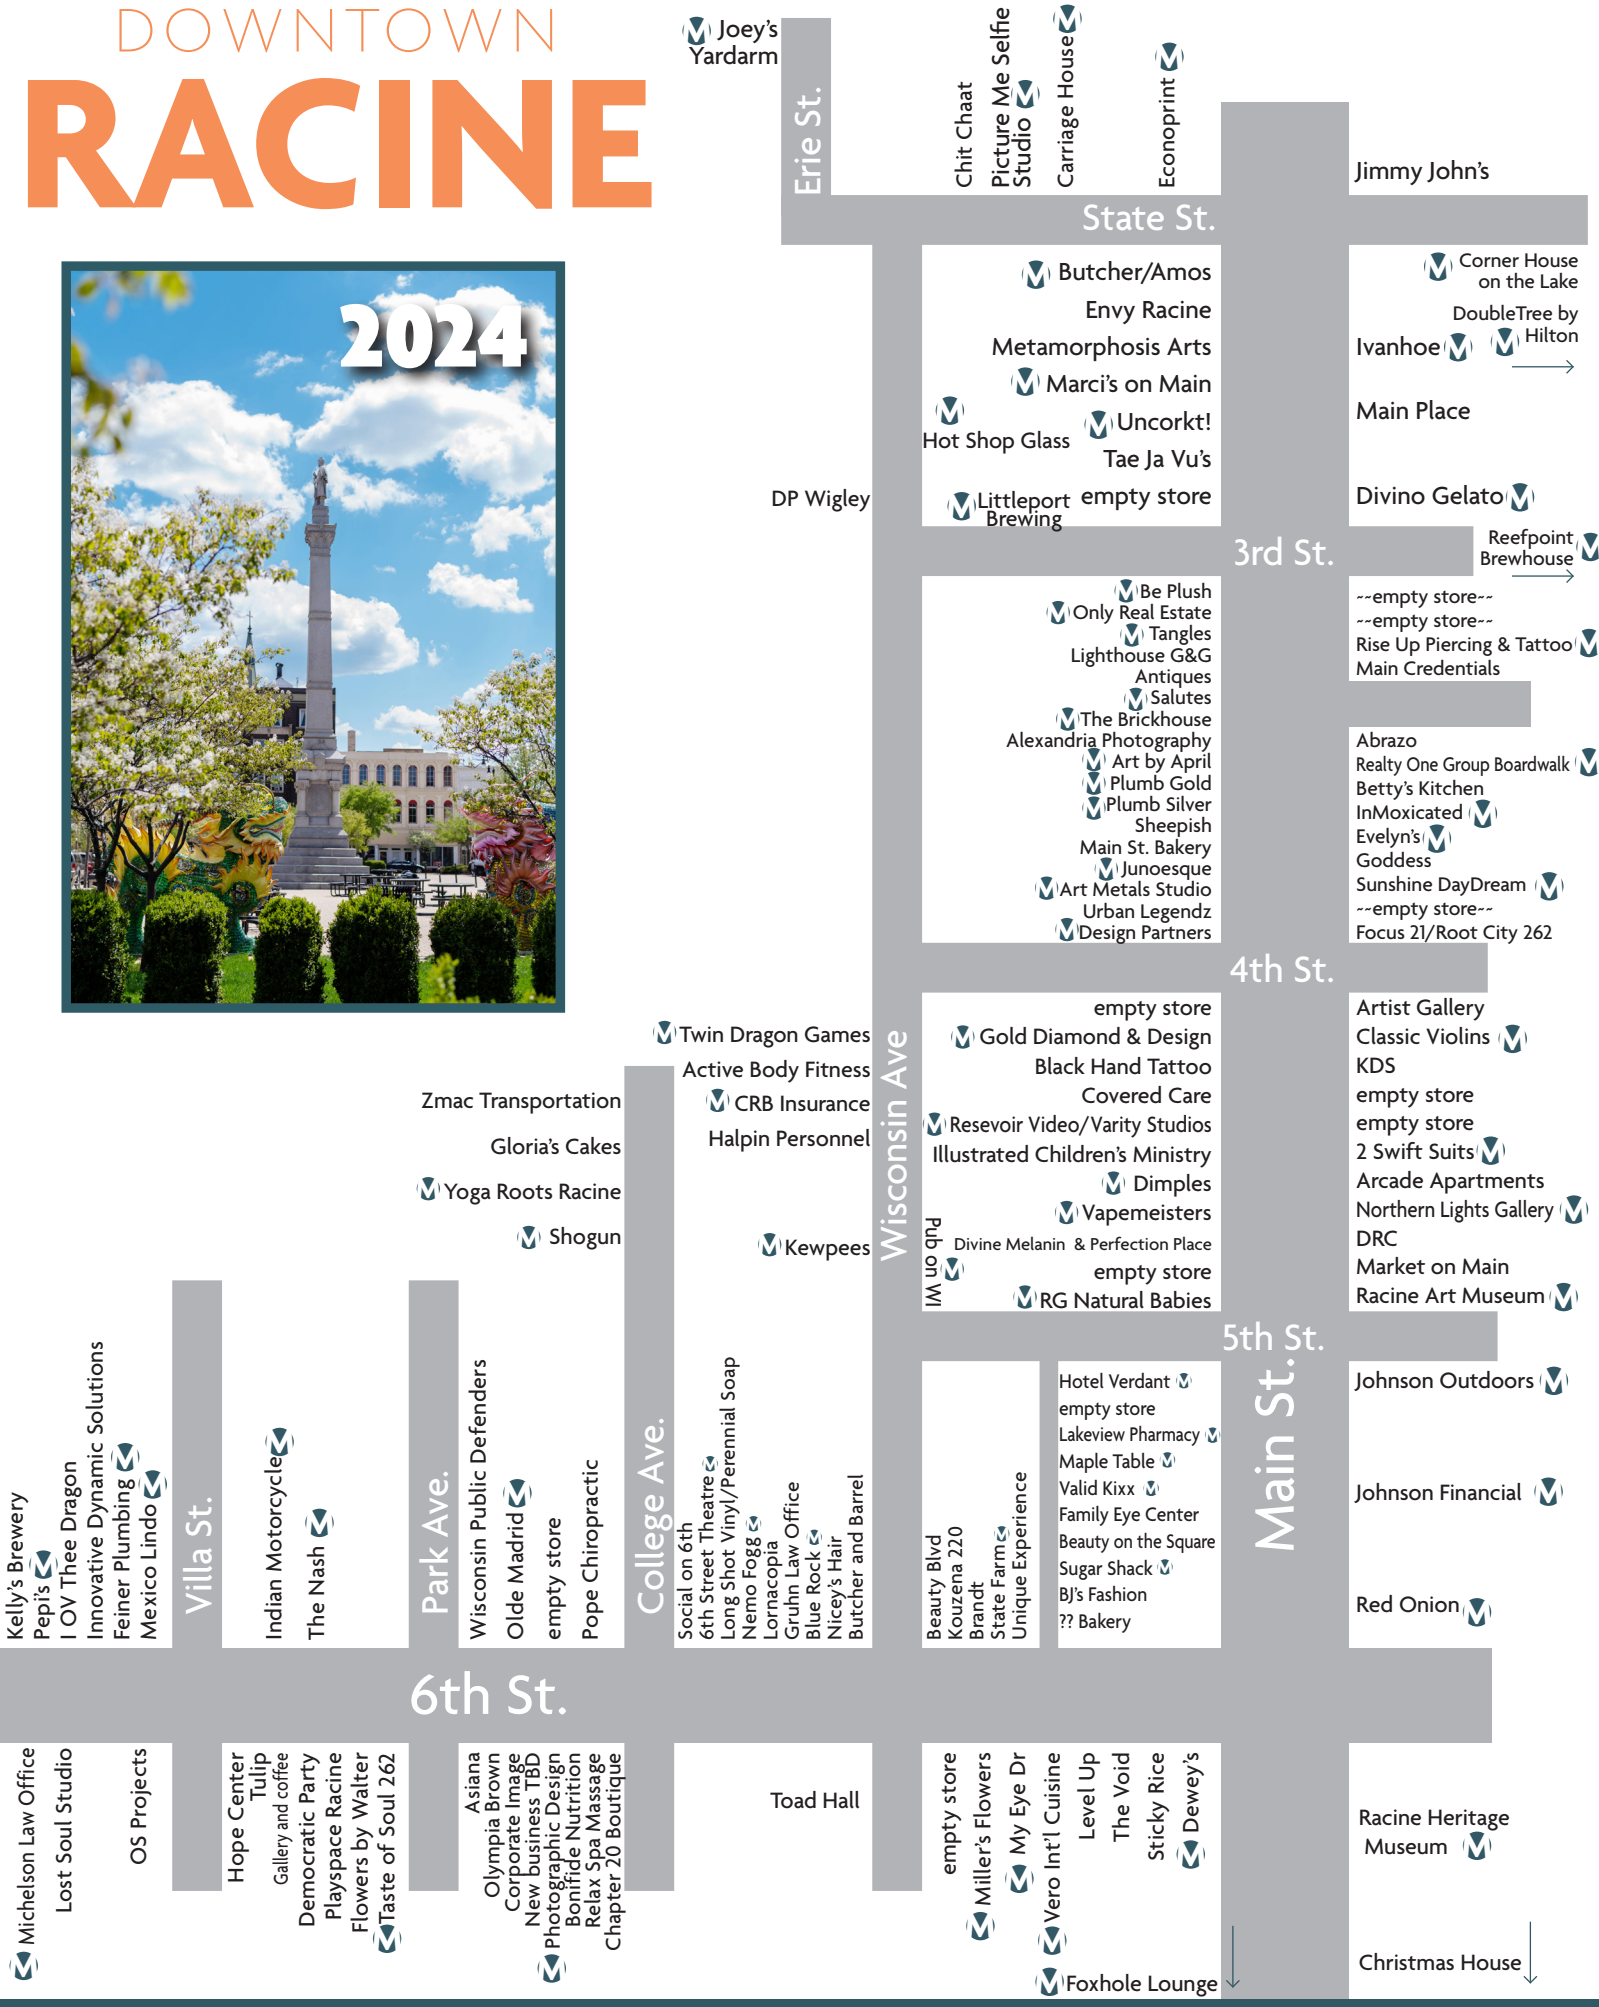 DOWNTOWN
RACINE
2024
Joey's
Yardarm
Erie St.
Chit Chaat
Picture Me Selfie
Studio
Carriage House
Econoprint
Jimmy John's
State St.
Butcher/Amos
Envy Racine
Metamorphosis Arts
Marci's on Main
Hot Shop Glass
Uncorkt!
Tae Ja Vu's
DP Wigley
Littleport
Brewing
empty store
Corner House
on the Lake
DoubleTree by
Hilton
Ivanhoe
Main Place
Divino Gelato
3rd St.
Reefpoint
Brewhouse
Be Plush
Only Real Estate
Tangles
Lighthouse G&G
Antiques
Salutes
The Brickhouse
Alexandria Photography
Art by April
Plumb Gold
Plumb Silver
Sheepish
Main St. Bakery
Junoesque
Art Metals Studio
Urban Legendz
Design Partners
~~empty store~~
~~empty store~~
Rise Up Piercing & Tattoo
Main Credentials
Abrazo
Realty One Group Boardwalk
Betty's Kitchen
InMoxicated
Evelyn's
Goddess
Sunshine DayDream
~~empty store~~
Focus 21/Root City 262
4th St.
Twin Dragon Games
Active Body Fitness
CRB Insurance
Halpin Personnel
Kewpees
Zmac Transportation
Gloria's Cakes
Yoga Roots Racine
Shogun
Wisconsin Ave
empty store
Gold Diamond & Design
Black Hand Tattoo
Covered Care
Resevoir Video/Varity Studios
Illustrated Children's Ministry
Dimples
Vapemeisters
Divine Melanin & Perfection Place
empty store
RG Natural Babies
Pub on WI
Artist Gallery
Classic Violins
KDS
empty store
empty store
2 Swift Suits
Arcade Apartments
Northern Lights Gallery
DRC
Market on Main
Racine Art Museum
5th St.
Kelly's Brewery
Pepi's
I OV Thee Dragon
Innovative Dynamic Solutions
Feiner Plumbing
Mexico Lindo
Villa St.
Indian Motorcycle
The Nash
Park Ave.
Wisconsin Public Defenders
Olde Madrid
empty store
Pope Chiropractic
College Ave.
Social on 6th
6th Street Theatre
Long Shot Vinyl/Perennial Soap
Nemo Fogg
Lornacopia
Gruhn Law Office
Blue Rock
Nicey's Hair
Butcher and Barrel
Beauty Blvd
Kouzena 220
Brandt
State Farm
Unique Experience
Hotel Verdant
empty store
Lakeview Pharmacy
Maple Table
Valid Kixx
Family Eye Center
Beauty on the Square
Sugar Shack
BJ's Fashion
?? Bakery
Main St.
Johnson Outdoors
Johnson Financial
Red Onion
6th St.
Michelson Law Office
Lost Soul Studio
OS Projects
Hope Center
Tulip
Gallery and coffee
Democratic Party
Playspace Racine
Flowers by Walter
Taste of Soul 262
Asiana
Olympia Brown
Corporate Image
New business TBD
Photographic Design
Bonifide Nutrition
Relax Spa Massage
Chapter 20 Boutique
Toad Hall
empty store
Miller's Flowers
My Eye Dr
Vero Int'l Cuisine
Level Up
The Void
Sticky Rice
Dewey's
Foxhole Lounge
Racine Heritage
Museum
Christmas House